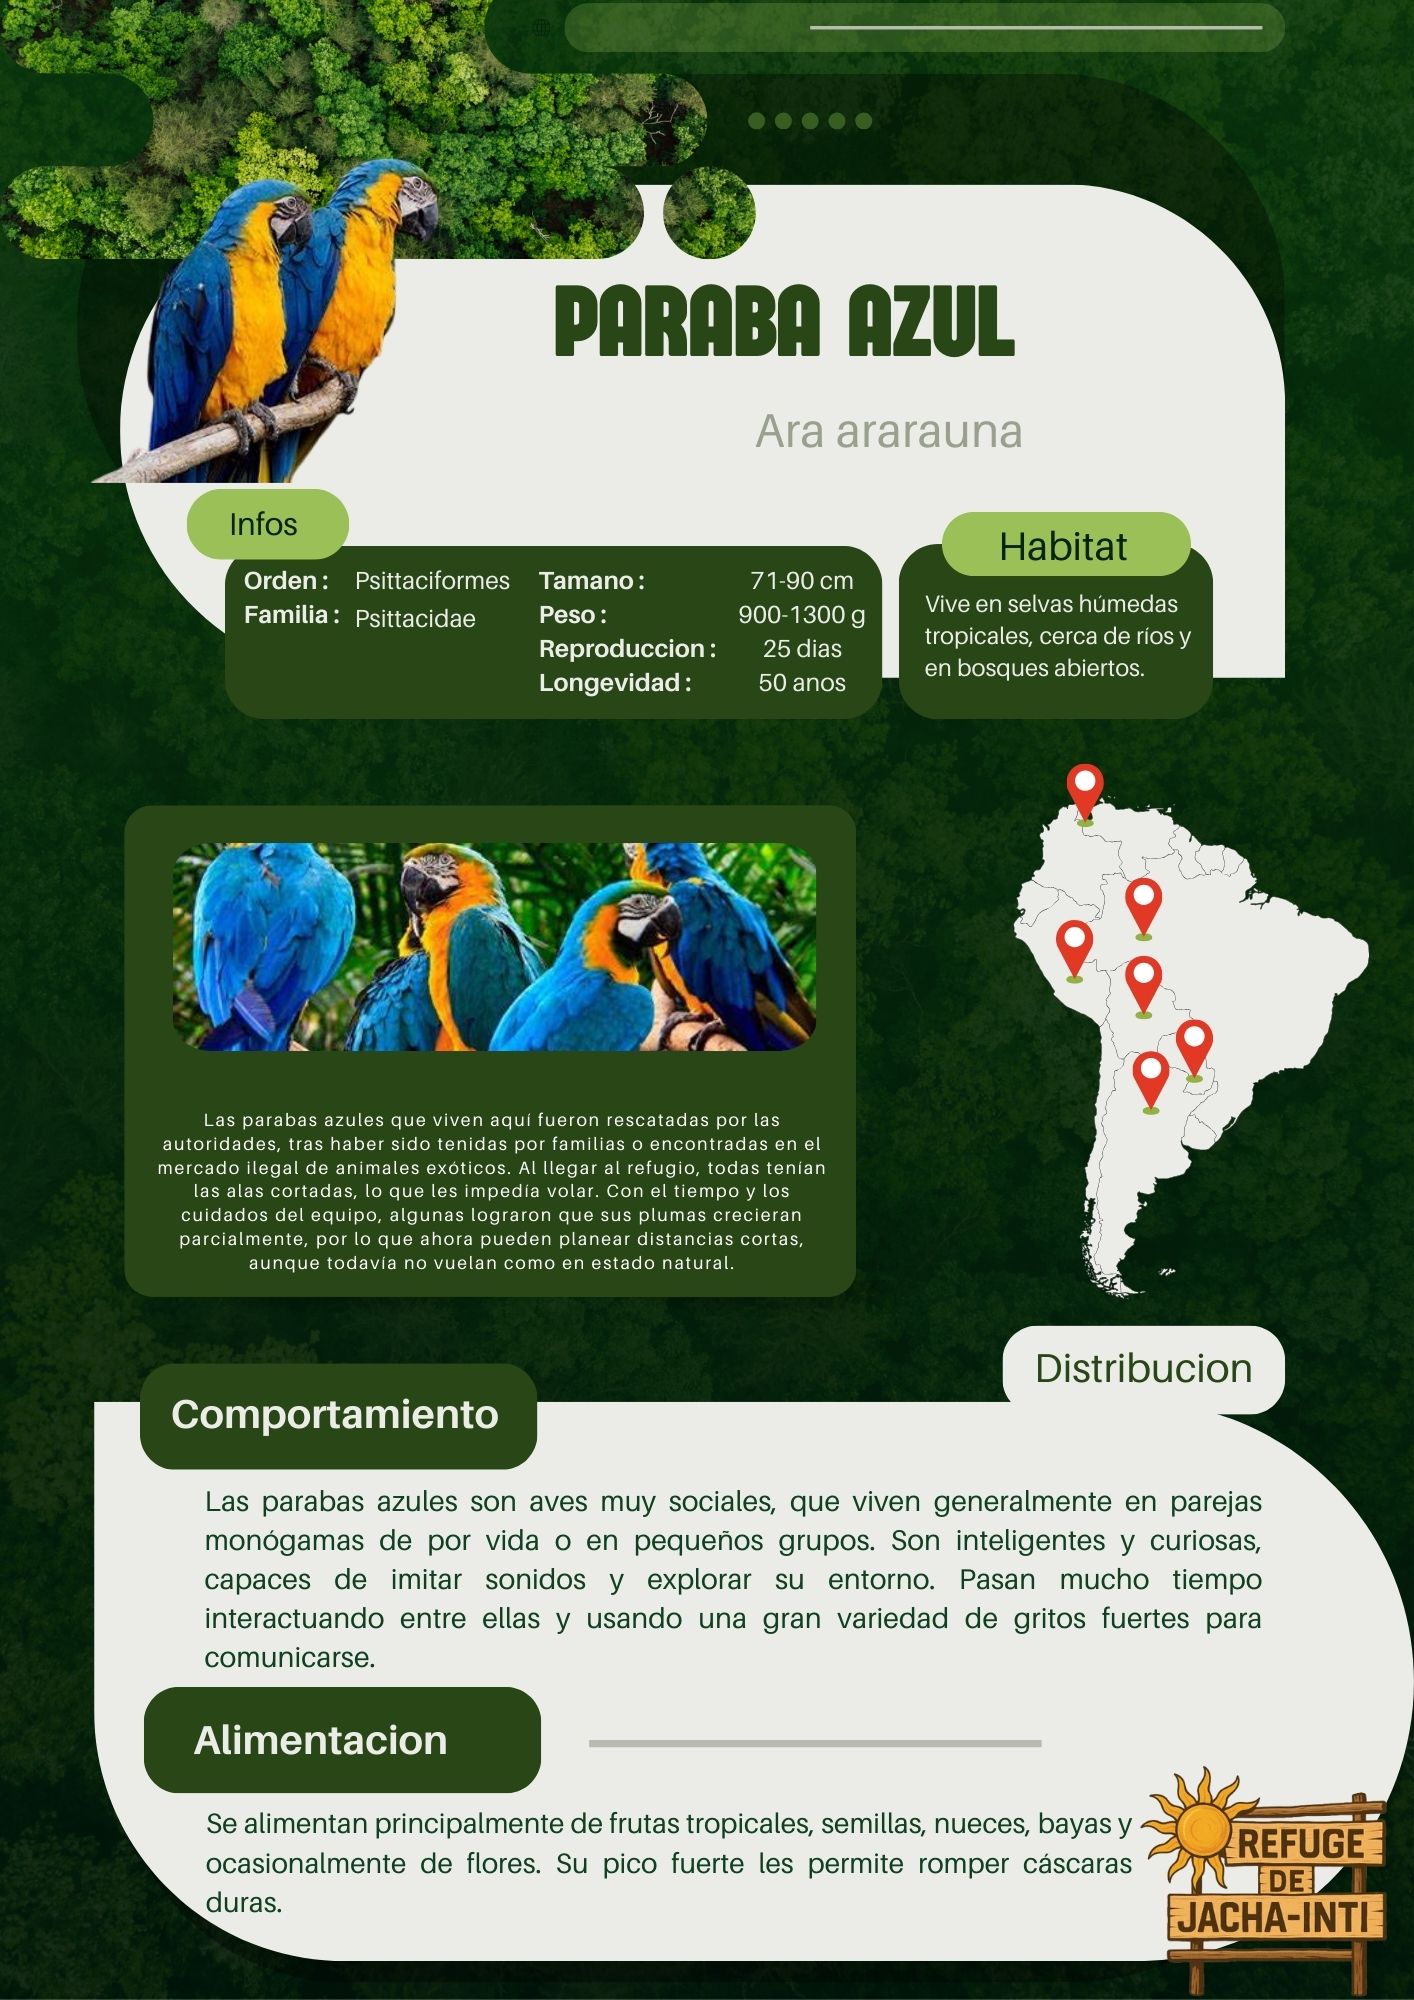 PARABA AZUL
Ara ararauna
Infos
Orden : Psittaciformes
Familia : Psittacidae
Tamano : 71-90 cm
Peso : 900-1300 g
Reproduccion : 25 dias
Longevidad : 50 anos
Habitat
Vive en selvas húmedas
tropicales, cerca de ríos y
en bosques abiertos.
Las parabas azules que viven aquí fueron rescatadas por las
autoridades, tras haber sido tenidas por familias o encontradas en el
mercado ilegal de animales exóticos. Al llegar al refugio, todas tenían
las alas cortadas, lo que les impedía volar. Con el tiempo y los
cuidados del equipo, algunas lograron que sus plumas crecieran
parcialmente, por lo que ahora pueden planear distancias cortas,
aunque todavía no vuelan como en estado natural.
Distribucion
Comportamiento
Las parabas azules son aves muy sociales, que viven generalmente en parejas
monógamas de por vida o en pequeños grupos. Son inteligentes y curiosas,
capaces de imitar sonidos y explorar su entorno. Pasan mucho tiempo
interactuando entre ellas y usando una gran variedad de gritos fuertes para
comunicarse.
Alimentacion
Se alimentan principalmente de frutas tropicales, semillas, nueces, bayas y
ocasionalmente de flores. Su pico fuerte les permite romper cáscaras
duras.
REFUGE
DE
JACHA-INTI